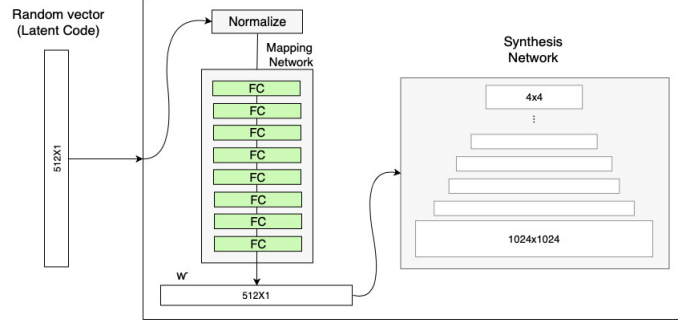 Random vector
(Latent Code)
512X1
Normalize
Mapping
Network
FC
FC
FC
FC
FC
FC
FC
FC
w
512X1
Synthesis
Network
4x4
⋮
1024x1024